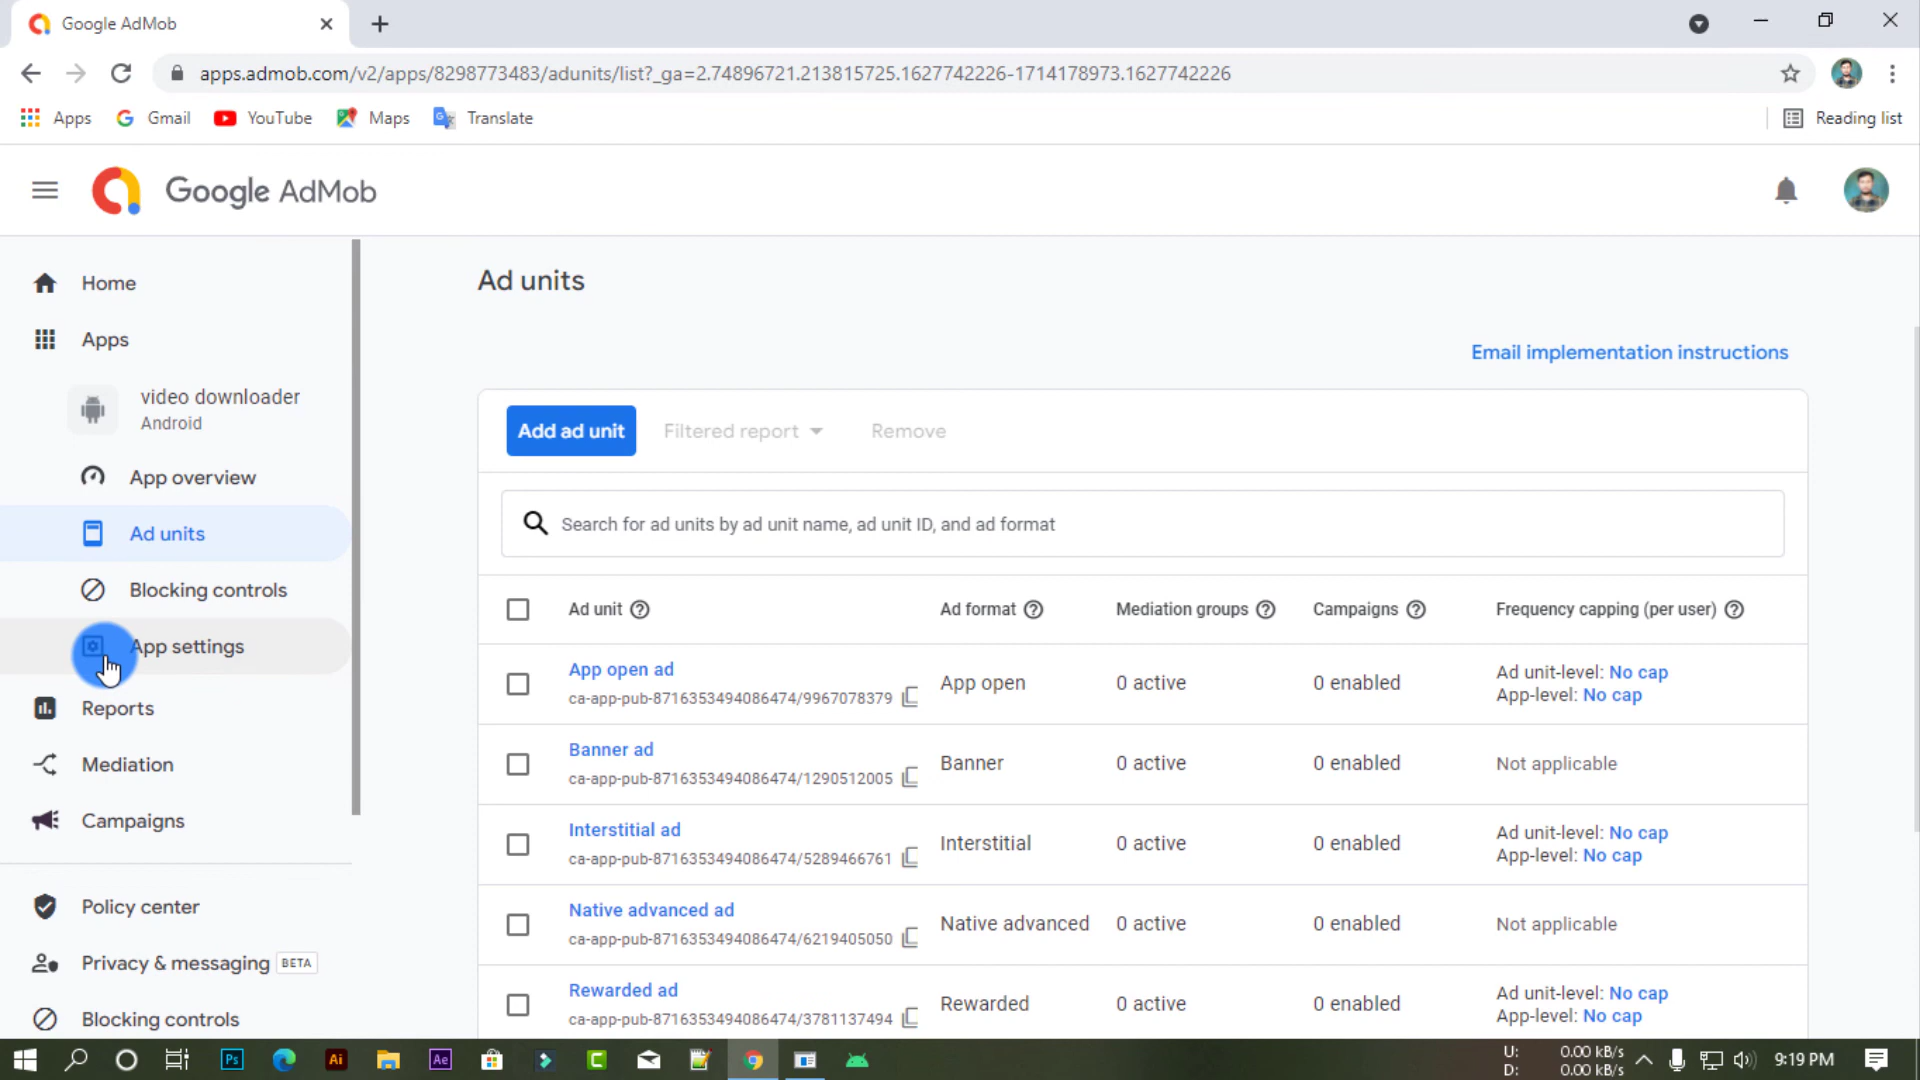 Google AdMob
apps.admob.com/v2/apps/8298773483/adunits/list?_ga=2.74896721.213815725.1627742226-1714178973.1627742226
Apps
Gmail
YouTube
Maps
Translate
Reading list
Google AdMob
Home
Apps
video downloader
Android
App overview
Ad units
Blocking controls
App settings
Reports
Mediation
Campaigns
Policy center
Privacy & messaging BETA
Blocking controls
Ad units
Email implementation instructions
Add ad unit
Filtered report
Remove
Search for ad units by ad unit name, ad unit ID, and ad format
Ad unit
Ad format
Mediation groups
Campaigns
Frequency capping (per user)
App open ad
ca-app-pub-8716353494086474/9967078379
App open
0 active
0 enabled
Ad unit-level: No cap
App-level: No cap
Banner ad
ca-app-pub-8716353494086474/1290512005
Banner
0 active
0 enabled
Not applicable
Interstitial ad
ca-app-pub-8716353494086474/5289466761
Interstitial
0 active
0 enabled
Ad unit-level: No cap
App-level: No cap
Native advanced ad
ca-app-pub-8716353494086474/6219405050
Native advanced
0 active
0 enabled
Not applicable
Rewarded ad
ca-app-pub-8716353494086474/3781137494
Rewarded
0 active
0 enabled
Ad unit-level: No cap
App-level: No cap
Ps
Ai
Ae
C
U: 0.00 kB/s
D: 0.00 kB/s
9:19 PM